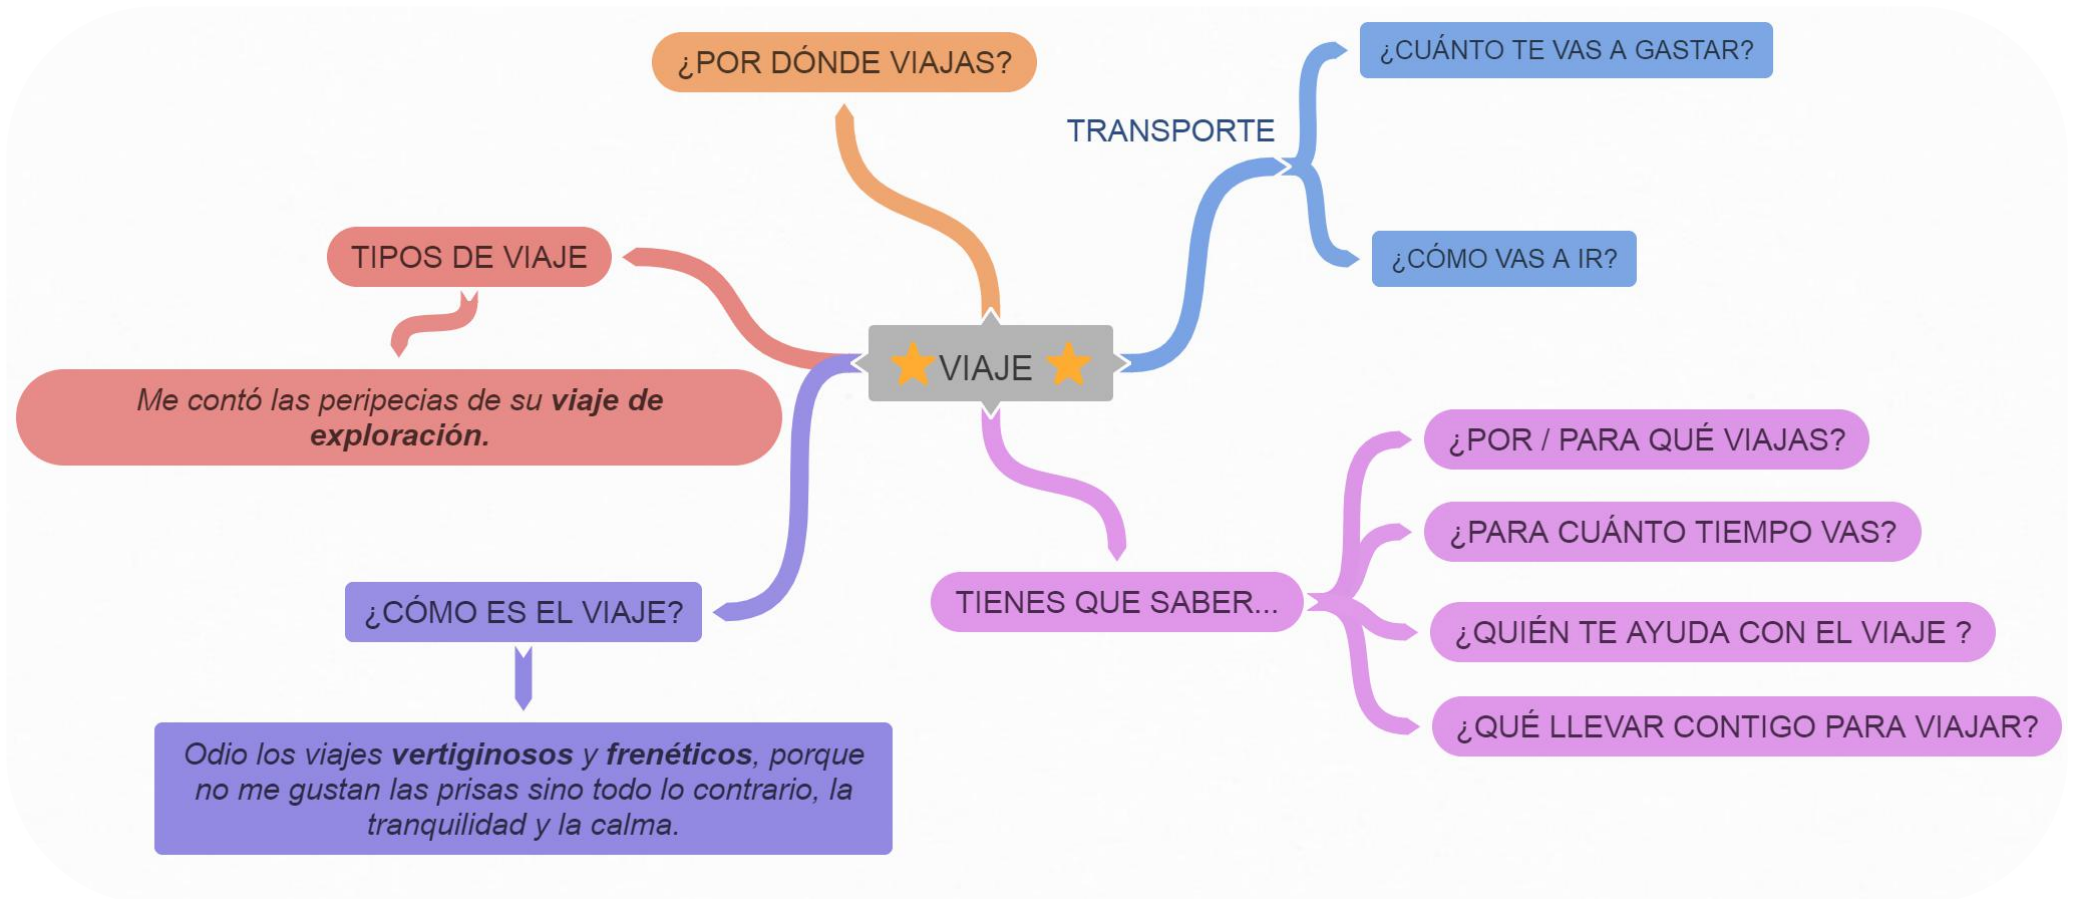 ¿POR DÓNDE VIAJAS?
¿CUÁNTO TE VAS A GASTAR?
TRANSPORTE
¿CÓMO VAS A IR?
TIPOS DE VIAJE
Me contó las peripecias de su viaje de
exploración.
VIAJE
¿POR / PARA QUÉ VIAJAS?
¿PARA CUÁNTO TIEMPO VAS?
TIENES QUE SABER...
¿QUIÉN TE AYUDA CON EL VIAJE ?
¿QUÉ LLEVAR CONTIGO PARA VIAJAR?
¿CÓMO ES EL VIAJE?
Odio los viajes vertiginosos y frenéticos, porque
no me gustan las prisas sino todo lo contrario, la
tranquilidad y la calma.